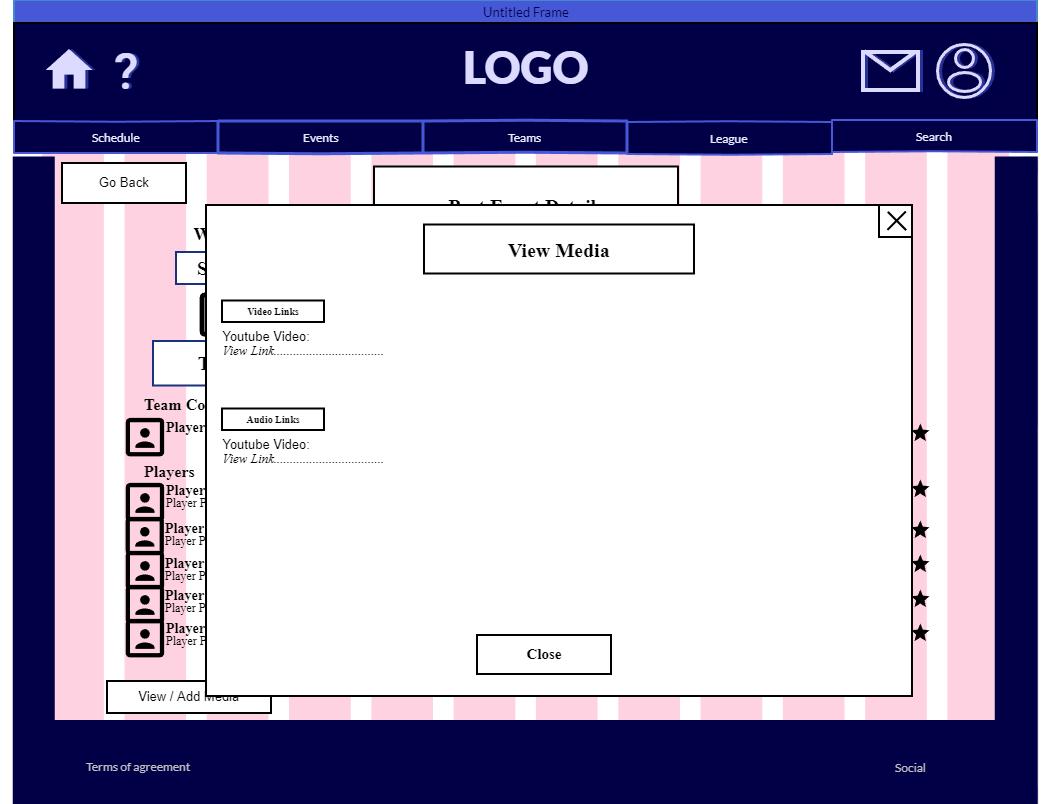 Untitled Frame
?
LOGO
Schedule Events Teams League Search
Go Back
View Media
Video Links
Youtube Video:
View Link....................................
Team Co
Audio Links
Player
Youtube Video:
View Link....................................
Players
Player
Player P
Player
Player P
Player
Player P
Player
Player P
Player
Player P
Close
View / Add Media
Terms of agreement Social